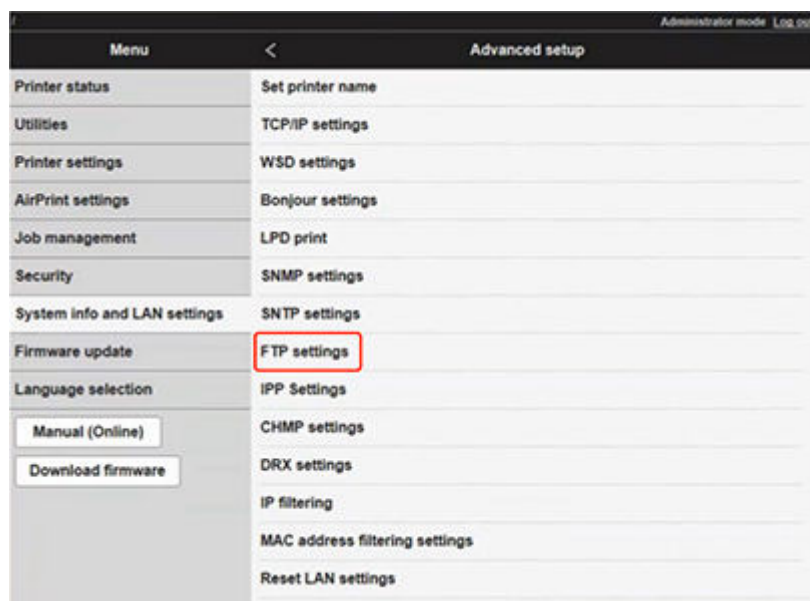 Administrator mode Log ou
Menu
< Advanced setup
Printer status
Utilities
Printer settings
AirPrint settings
Job management
Security
System info and LAN settings
Firmware update
Language selection
Manual (Online)
Download firmware
Set printer name
TCP/IP settings
WSD settings
Bonjour settings
LPD print
SNMP settings
SNTP settings
FTP settings
IPP Settings
CHMP settings
DRX settings
IP filtering
MAC address filtering settings
Reset LAN settings